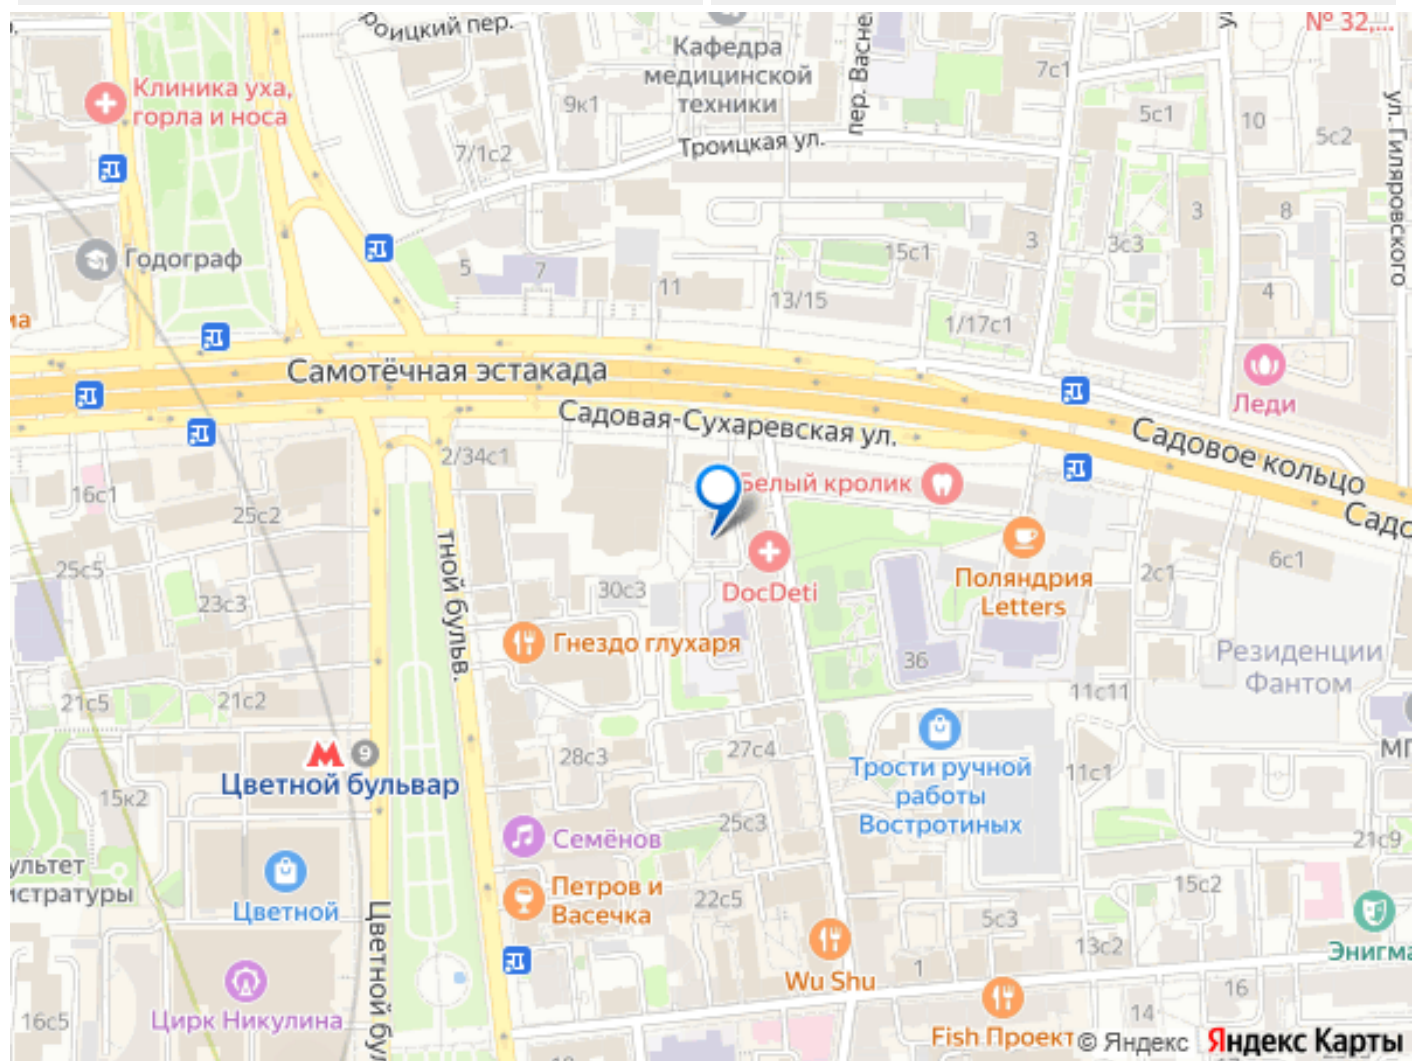 оицкий пер.
Кафедра
медицинской
техники
пер. Васне
№ 32,...
Клиника уха,
горла и носа
9к1
7с1
5с1
10
5с2
ул. Гиляровского
7/1с2
Троицкая ул.
Годограф
5
7
11
13/15
15с1
3
3с3
3
8
4
1/17с1
Самотёчная эстакада
Леди
Садовая-Сухаревская ул.
Садовое кольцо
Садо
2/34с1
16с1
25с2
Белый кролик
25с5
23с3
тной бульв.
30с3
DocDeti
Поляндрия
Letters
2с1
6с1
Гнездо глухаря
36
Резиденции
Фантом
21с5
21с2
11с11
9
Цветной бульвар
28с3
27с4
Трости ручной
работы
Востротиных
11с1
МГ
15к2
25с3
Семёнов
21с9
ультет
истратуры
Цветной
Петров и
Васечка
22с5
15с2
5с3
13с2
Энигма
Цветной бул
Wu Shu
1
16с5
Цирк Никулина
Fish Проект
14
16
© Яндекс Яндекс Карты